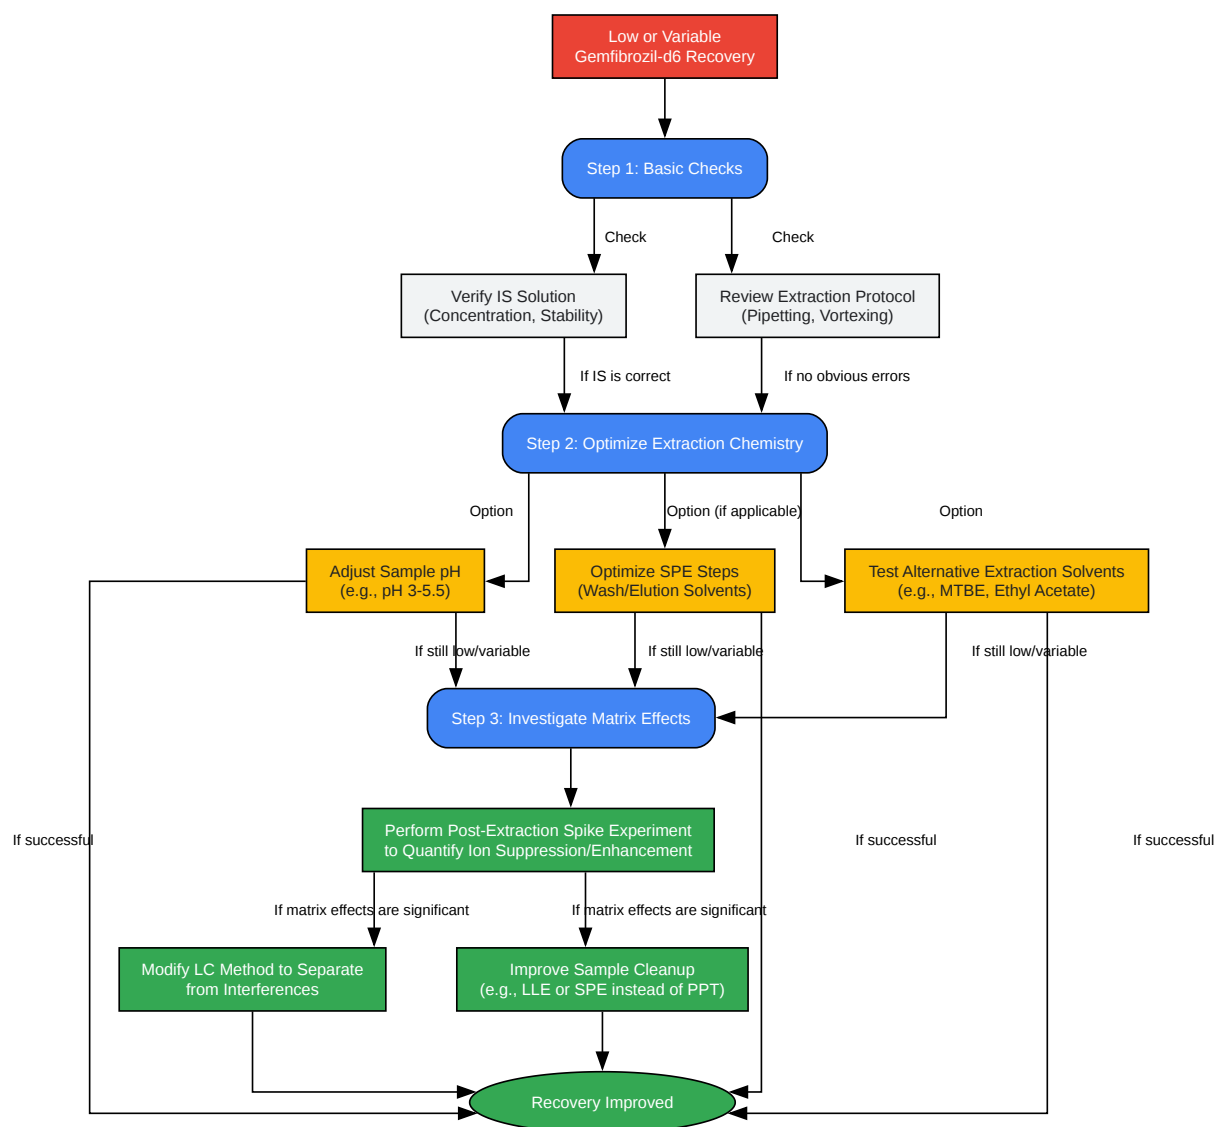 Low or Variable
Gemfibrozil-d6 Recovery
Step 1: Basic Checks
Check
Check
Verify IS Solution
(Concentration, Stability)
Review Extraction Protocol
(Pipetting, Vortexing)
If IS is correct
If no obvious errors
Step 2: Optimize Extraction Chemistry
Option
Option (if applicable)
Option
Adjust Sample pH
(e.g., pH 3-5.5)
Optimize SPE Steps
(Wash/Elution Solvents)
Test Alternative Extraction Solvents
(e.g., MTBE, Ethyl Acetate)
If still low/variable
If still low/variable
If still low/variable
Step 3: Investigate Matrix Effects
Perform Post-Extraction Spike Experiment
to Quantify Ion Suppression/Enhancement
If successful
If successful
If successful
If matrix effects are significant
If matrix effects are significant
Modify LC Method to Separate
from Interferences
Improve Sample Cleanup
(e.g., LLE or SPE instead of PPT)
Recovery Improved